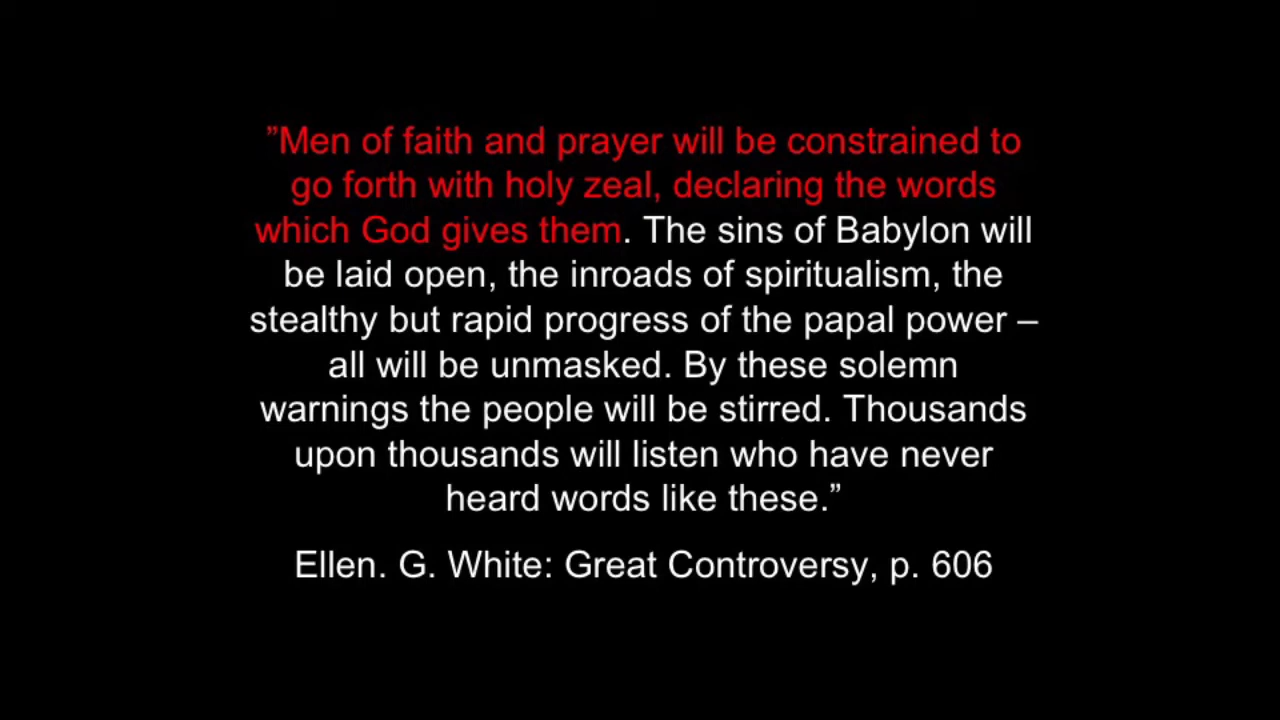 ”Men of faith and prayer will be constrained to
go forth with holy zeal, declaring the words
which God gives them. The sins of Babylon will
be laid open, the inroads of spiritualism, the
stealthy but rapid progress of the papal power –
all will be unmasked. By these solemn
warnings the people will be stirred. Thousands
upon thousands will listen who have never
heard words like these.”
Ellen. G. White: Great Controversy, p. 606